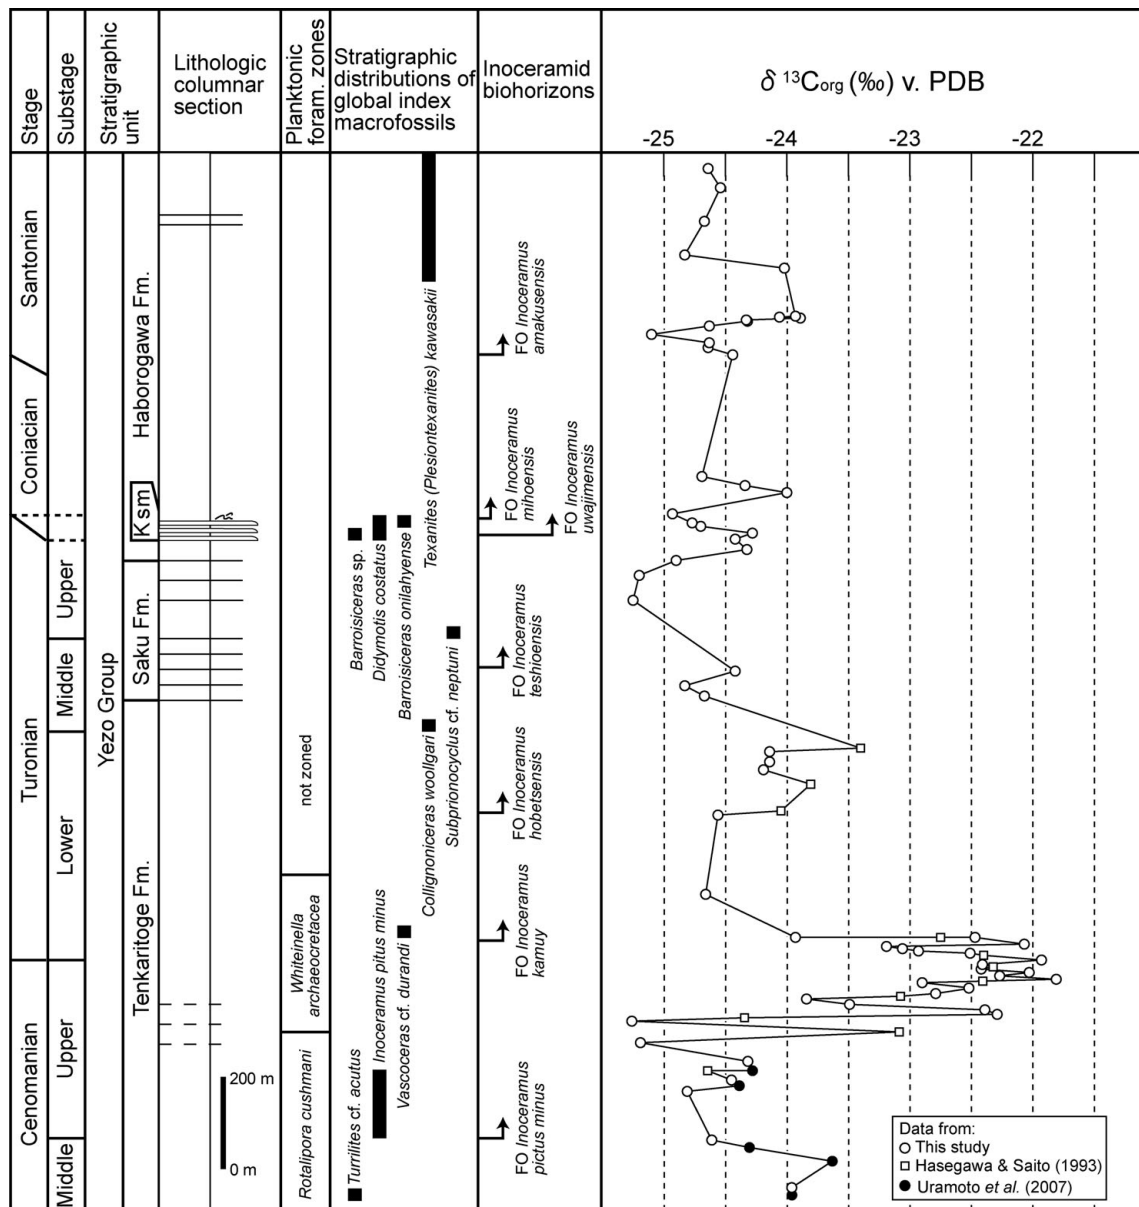 Stage
Substage
Stratigraphic
unit
Lithologic
columnar
section
Planktonic
foram. zones
Stratigraphic
distributions of
global index
macrofossils
Inoceramid
biohorizons
δ 13Corg (‰) v. PDB
-25
-24
-23
-22
Santonian
Coniacian
Turonian
Cenomanian
Upper
Middle
Lower
Upper
Middle
Yezo Group
Haborogawa Fm.
K sm
Saku Fm.
Tenkaritoge Fm.
200 m
0 m
not zoned
Whiteinella
archaeocretacea
Rotalipora cushmani
Texanites (Plesiontexanites) kawasakii
Barroisiceras sp.
Didymotis costatus
Barroisiceras onilahyense
Subprionocyclus cf. neptuni
Collignoniceras woollgari
Inoceramus pitus minus
Vascoceras cf. durandi
Turrilites cf. acutus
FO Inoceramus
amakusensis
FO Inoceramus
mihoensis
FO Inoceramus
uwajimensis
FO Inoceramus
teshioensis
FO Inoceramus
hobetsensis
FO Inoceramus
kamuy
FO Inoceramus
pictus minus
Data from:
This study
Hasegawa & Saito (1993)
Uramoto et al. (2007)